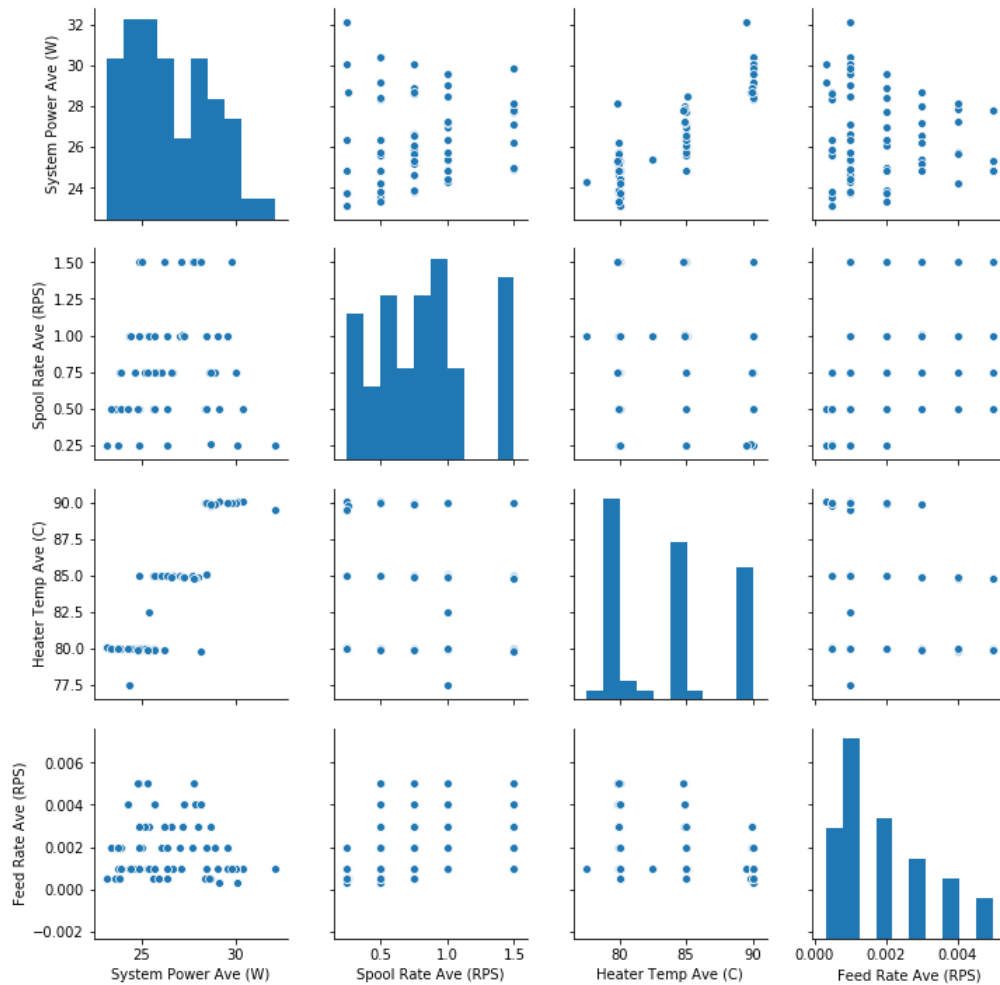 System Power Ave (W)
32
30
28
26
24
Spool Rate Ave (RPS)
1.50
1.25
1.00
0.75
0.50
0.25
Heater Temp Ave (C)
90.0
87.5
85.0
82.5
80.0
77.5
Feed Rate Ave (RPS)
0.006
0.004
0.002
0.000
−0.002
25 30
0.5 1.0 1.5
80 85 90
0.000 0.002 0.004
System Power Ave (W)
Spool Rate Ave (RPS)
Heater Temp Ave (C)
Feed Rate Ave (RPS)